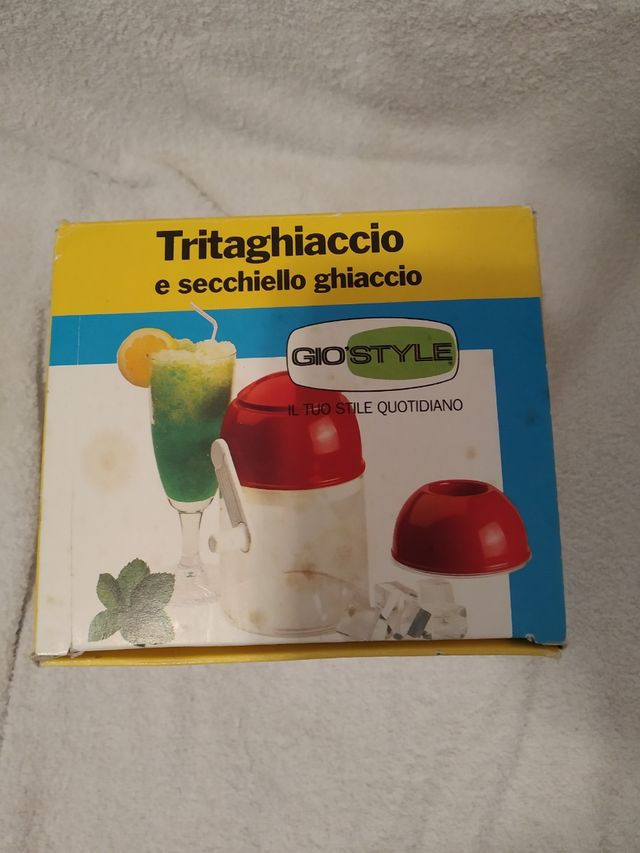 Tritaghiaccio
e secchiello ghiaccio
GIO'STYLE
IL TUO STILE QUOTIDIANO